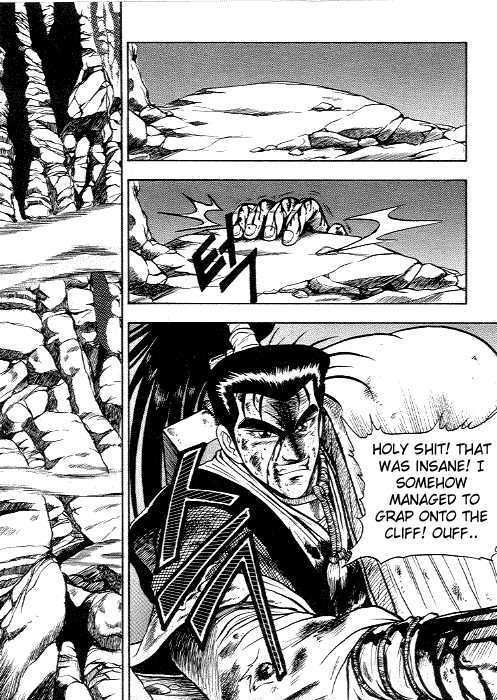 HOLY SHIT! THAT
WAS INSANE! I
SOMEHOW
MANAGED TO
GRAP ONTO THE
CLIFF! OUFF..